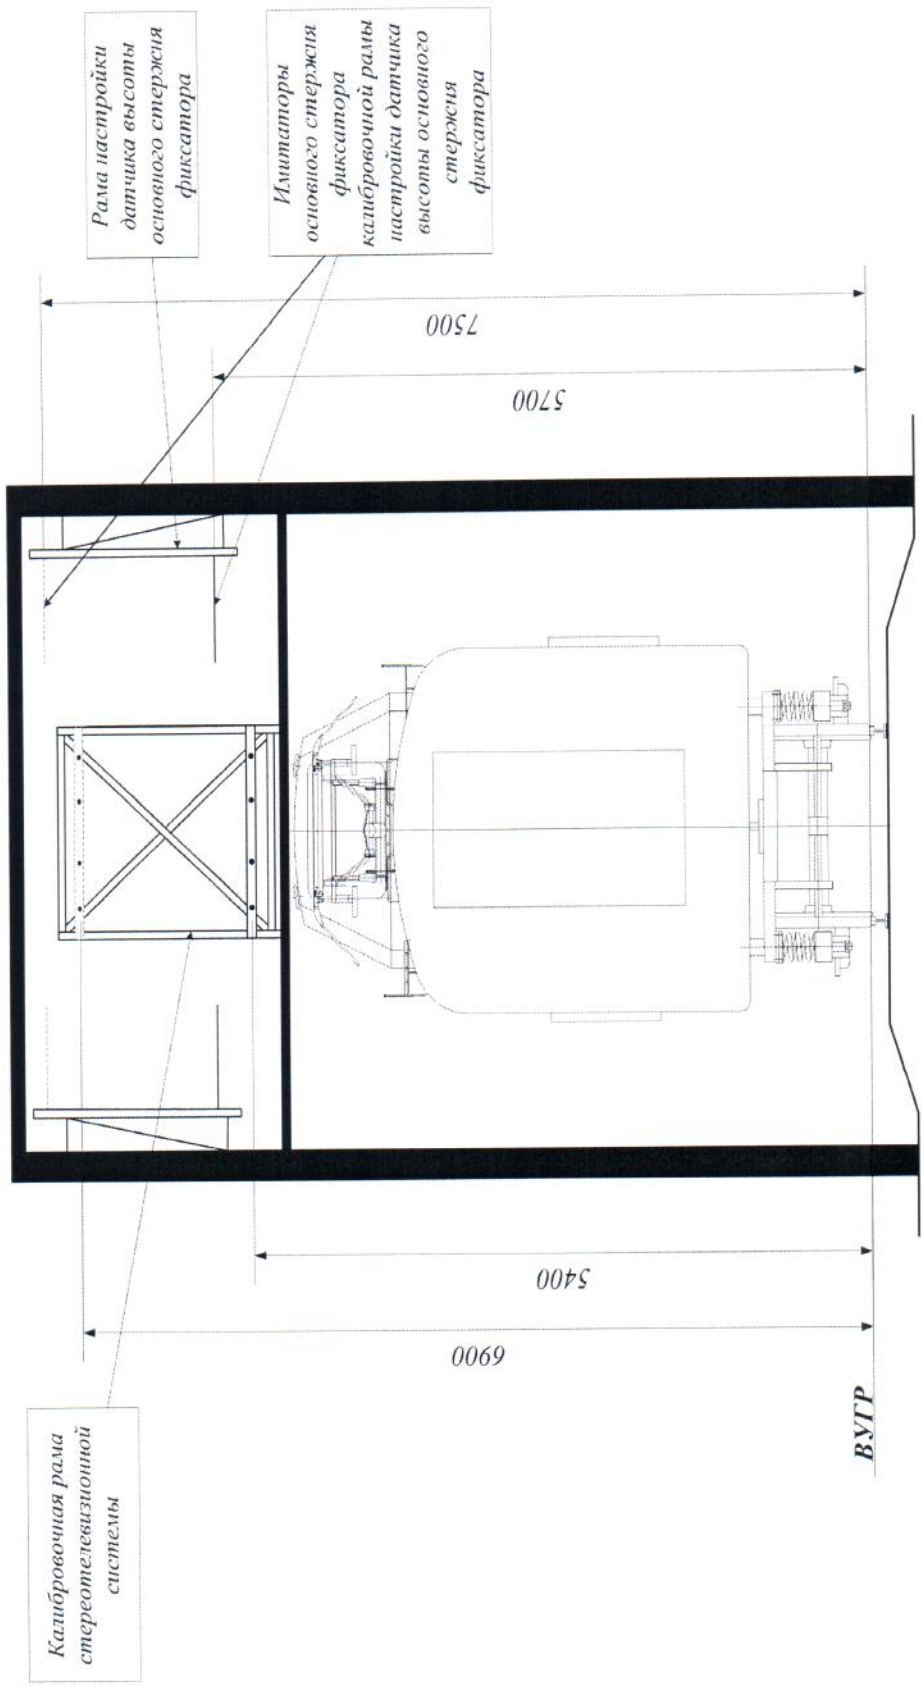 Рама настройки
датчика высоты
основного стержня
фиксатора
Имитаторы
основного стержня
фиксатора
калибровочной рамы
настройки датчика
высоты основного
стержня
фиксатора
7500
5700
5400
6900
ВУГР
Калибровочная рама
стереотелевизионной
системы